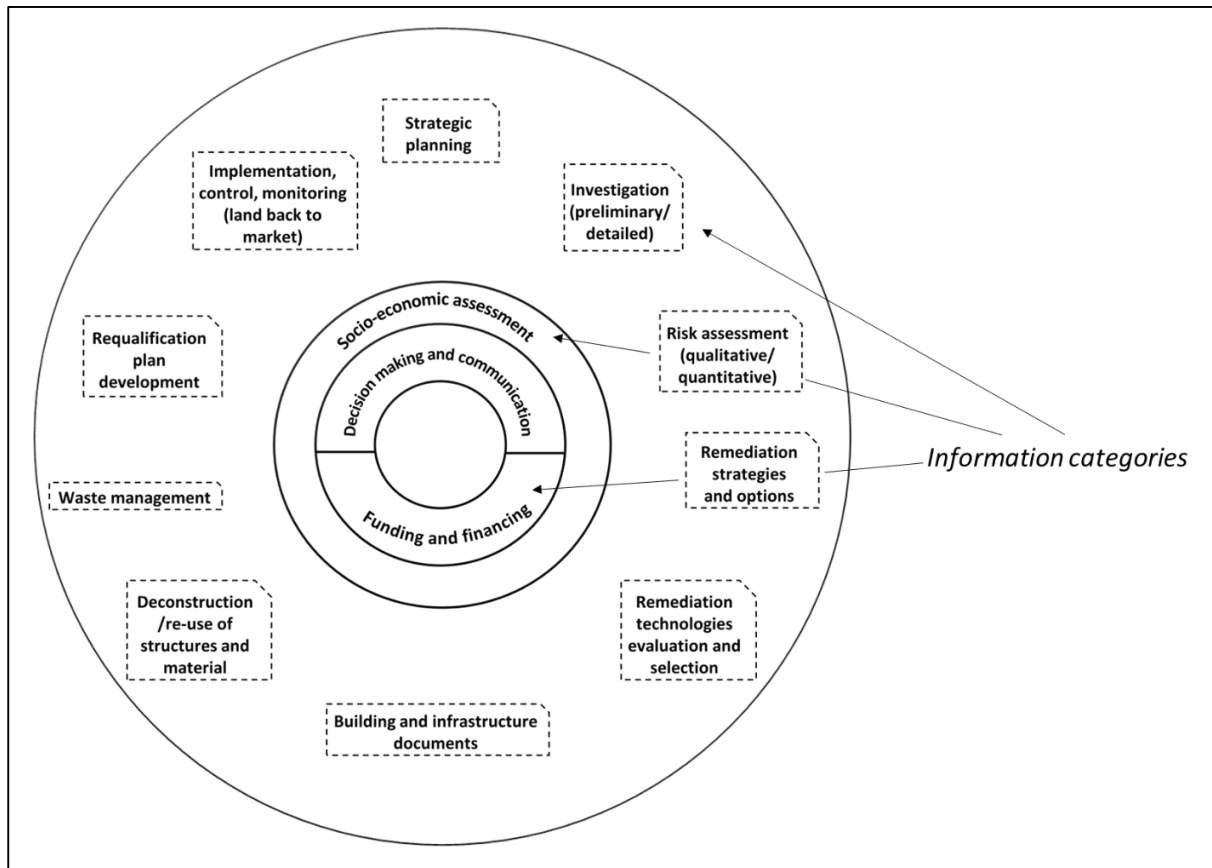 Strategic
planning
Implementation,
control, monitoring
(land back to
market)
Investigation
(preliminary/
detailed)
Socio-economic assessment
Decision making and communication
Funding and financing
Requalification
plan
development
Risk assessment
(qualitative/
quantitative)
Remediation
strategies
and options
Information categories
Waste management
Deconstruction
/re-use of
structures and
material
Remediation
technologies
evaluation and
selection
Building and infrastructure
documents